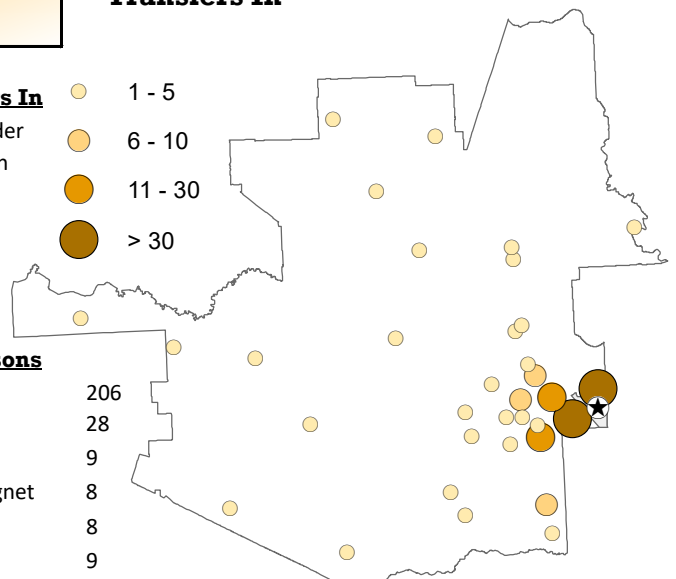 Transfers In
s In
der
1 - 5
6 - 10
11 - 30
> 30
sons
206
28
9
gnet 8
8
9